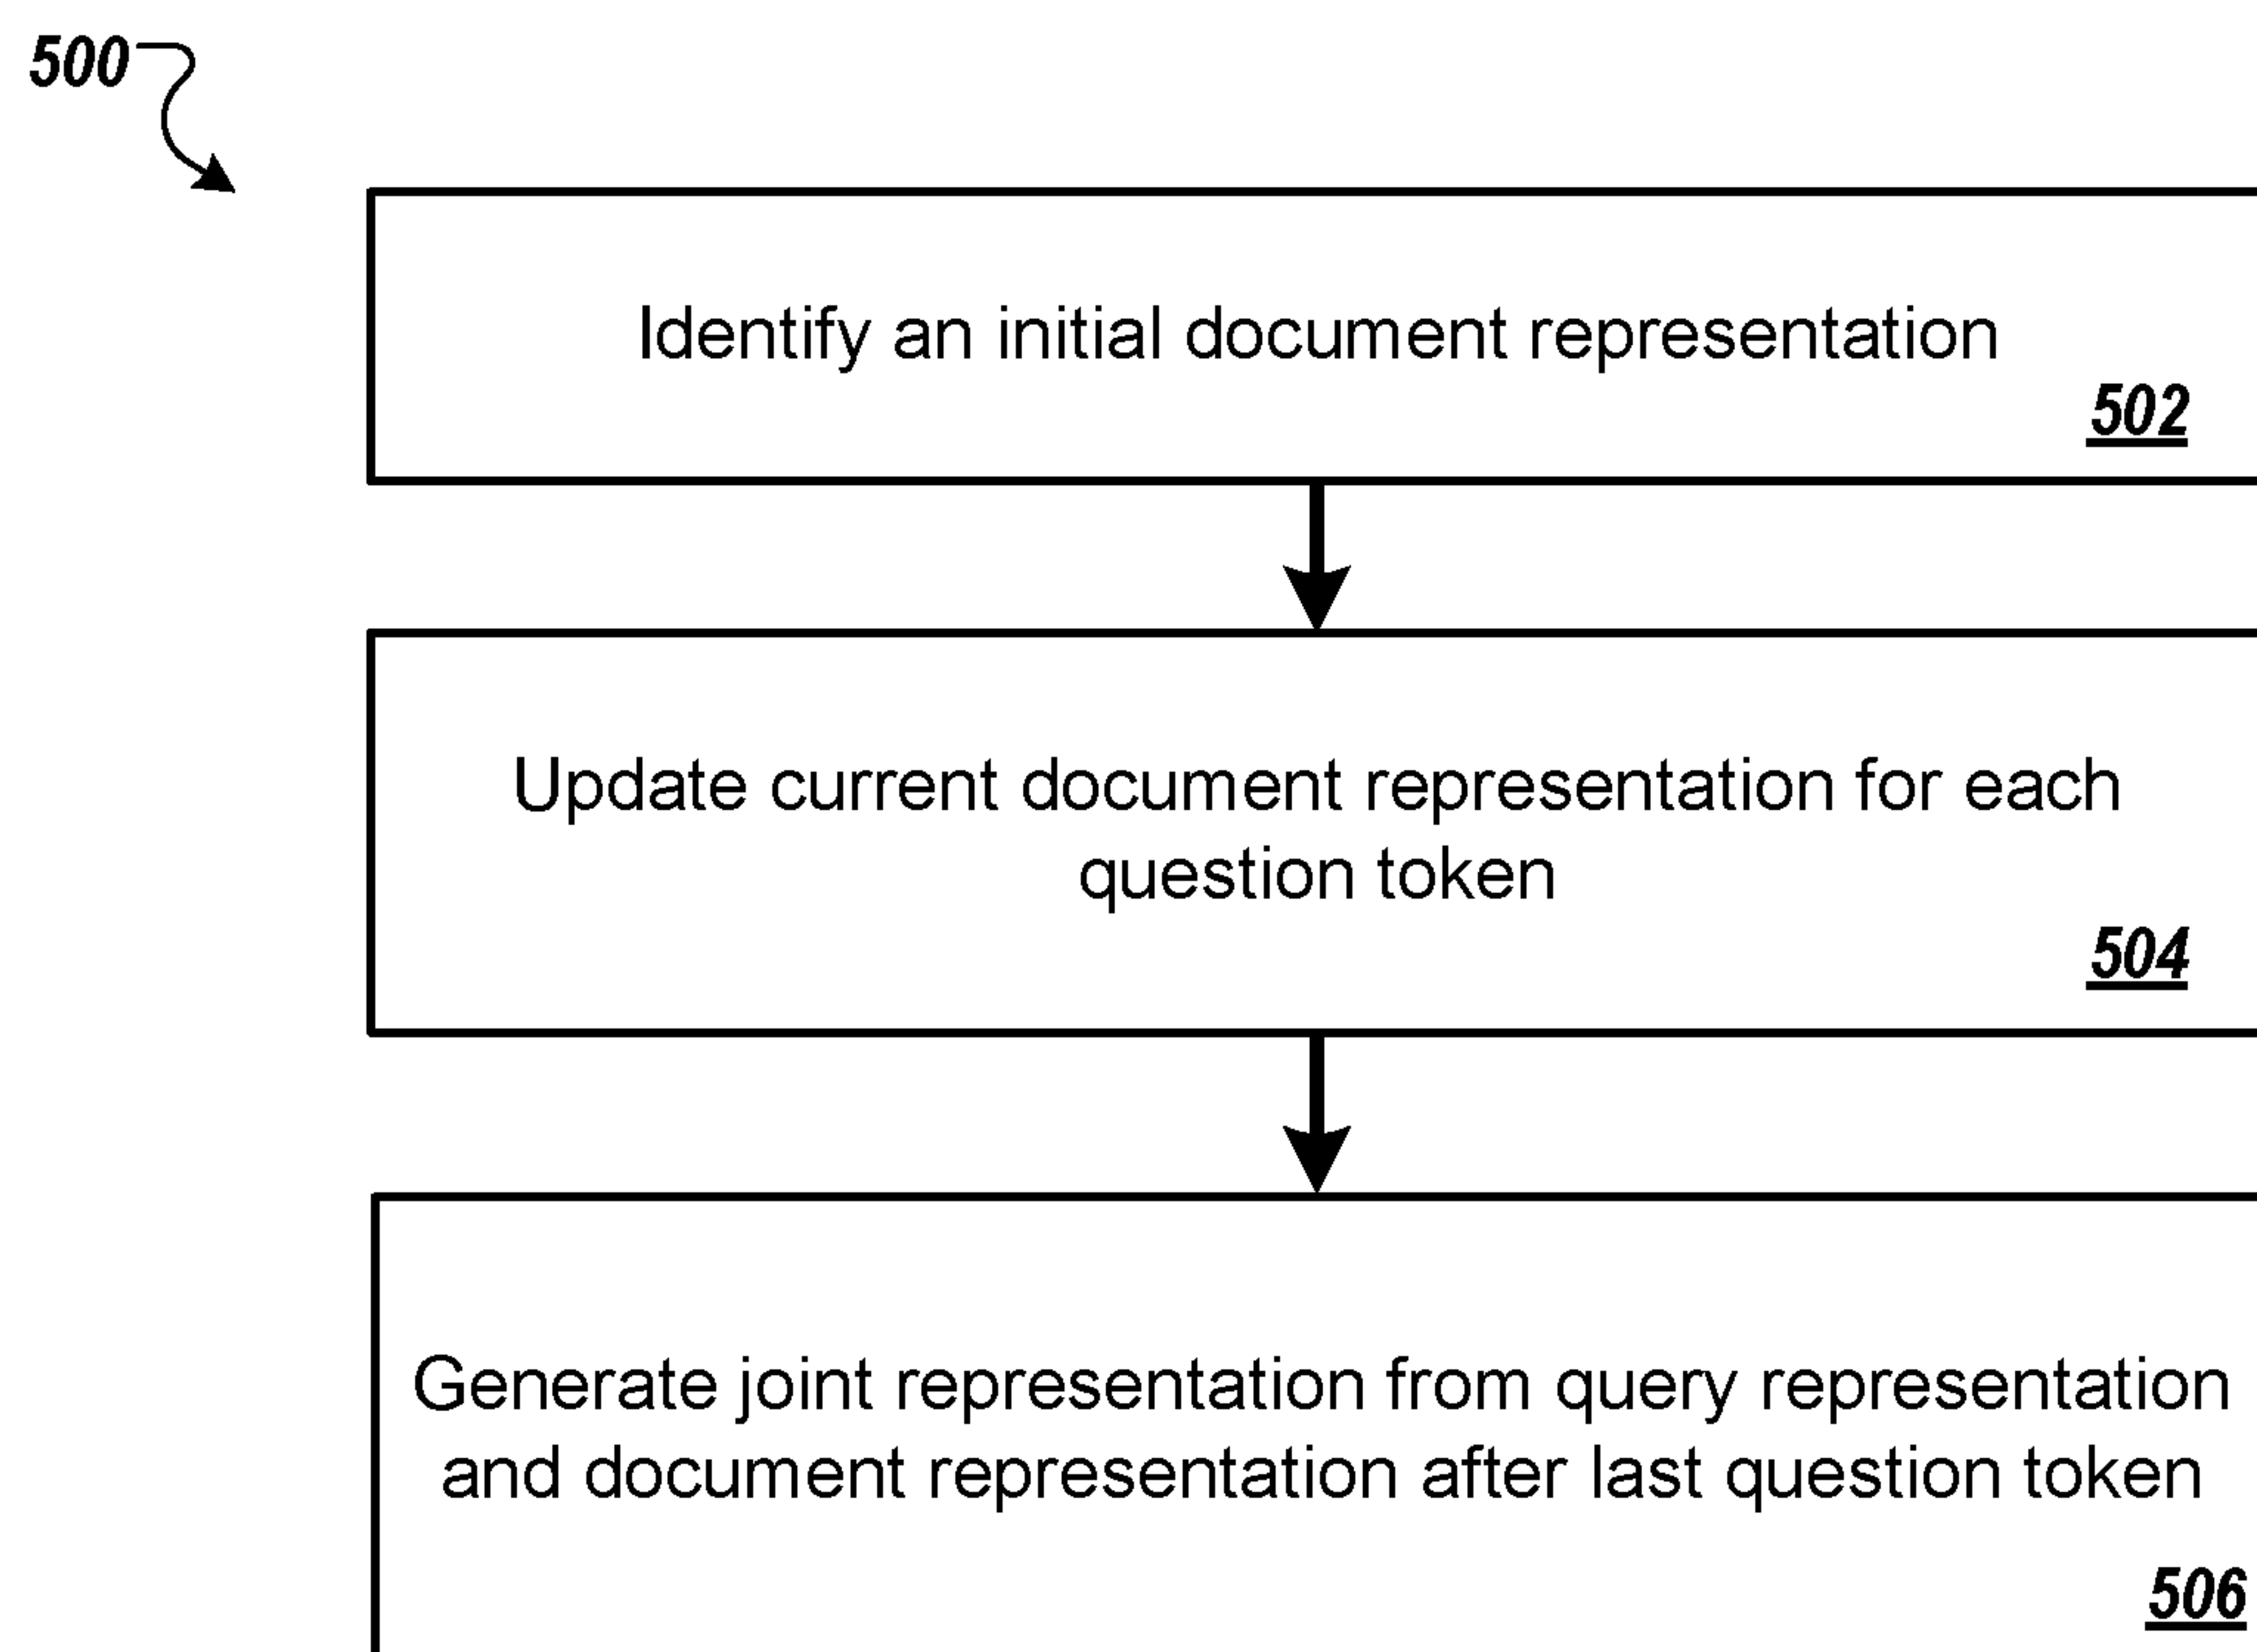 500
Identify an initial document representation
502
Update current document representation for each
question token
504
Generate joint representation from query representation
and document representation after last question token
506